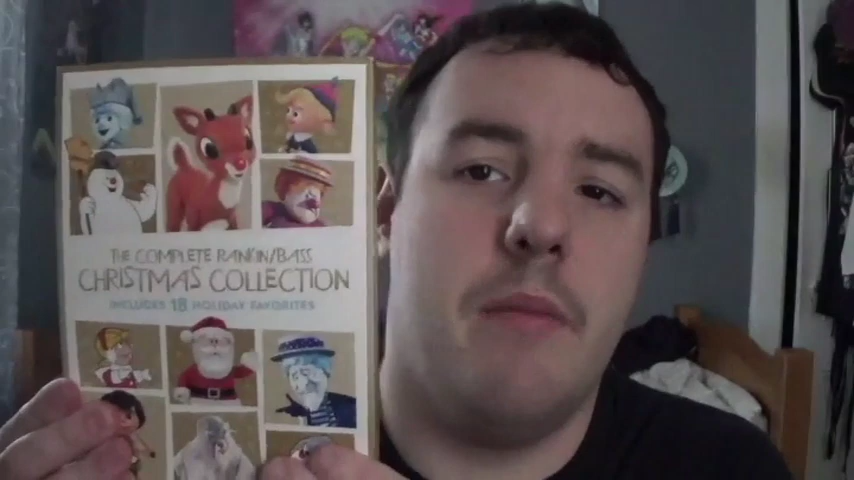 THE COMPLETE RANKIN/BASS
CHRISTMAS COLLECTION
INCLUDES 18 HOLIDAY FAVORITES